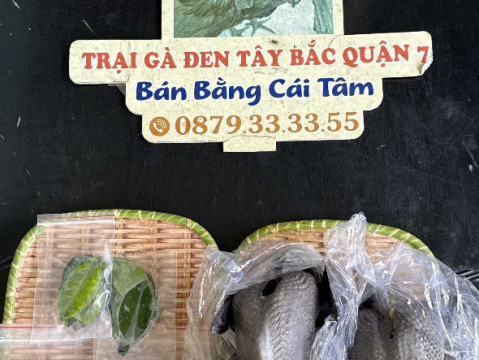 TRẠI GÀ ĐEN TÂY BẮC QUẬN 7
Bán Bằng Cái Tâm
0879.33.33.55